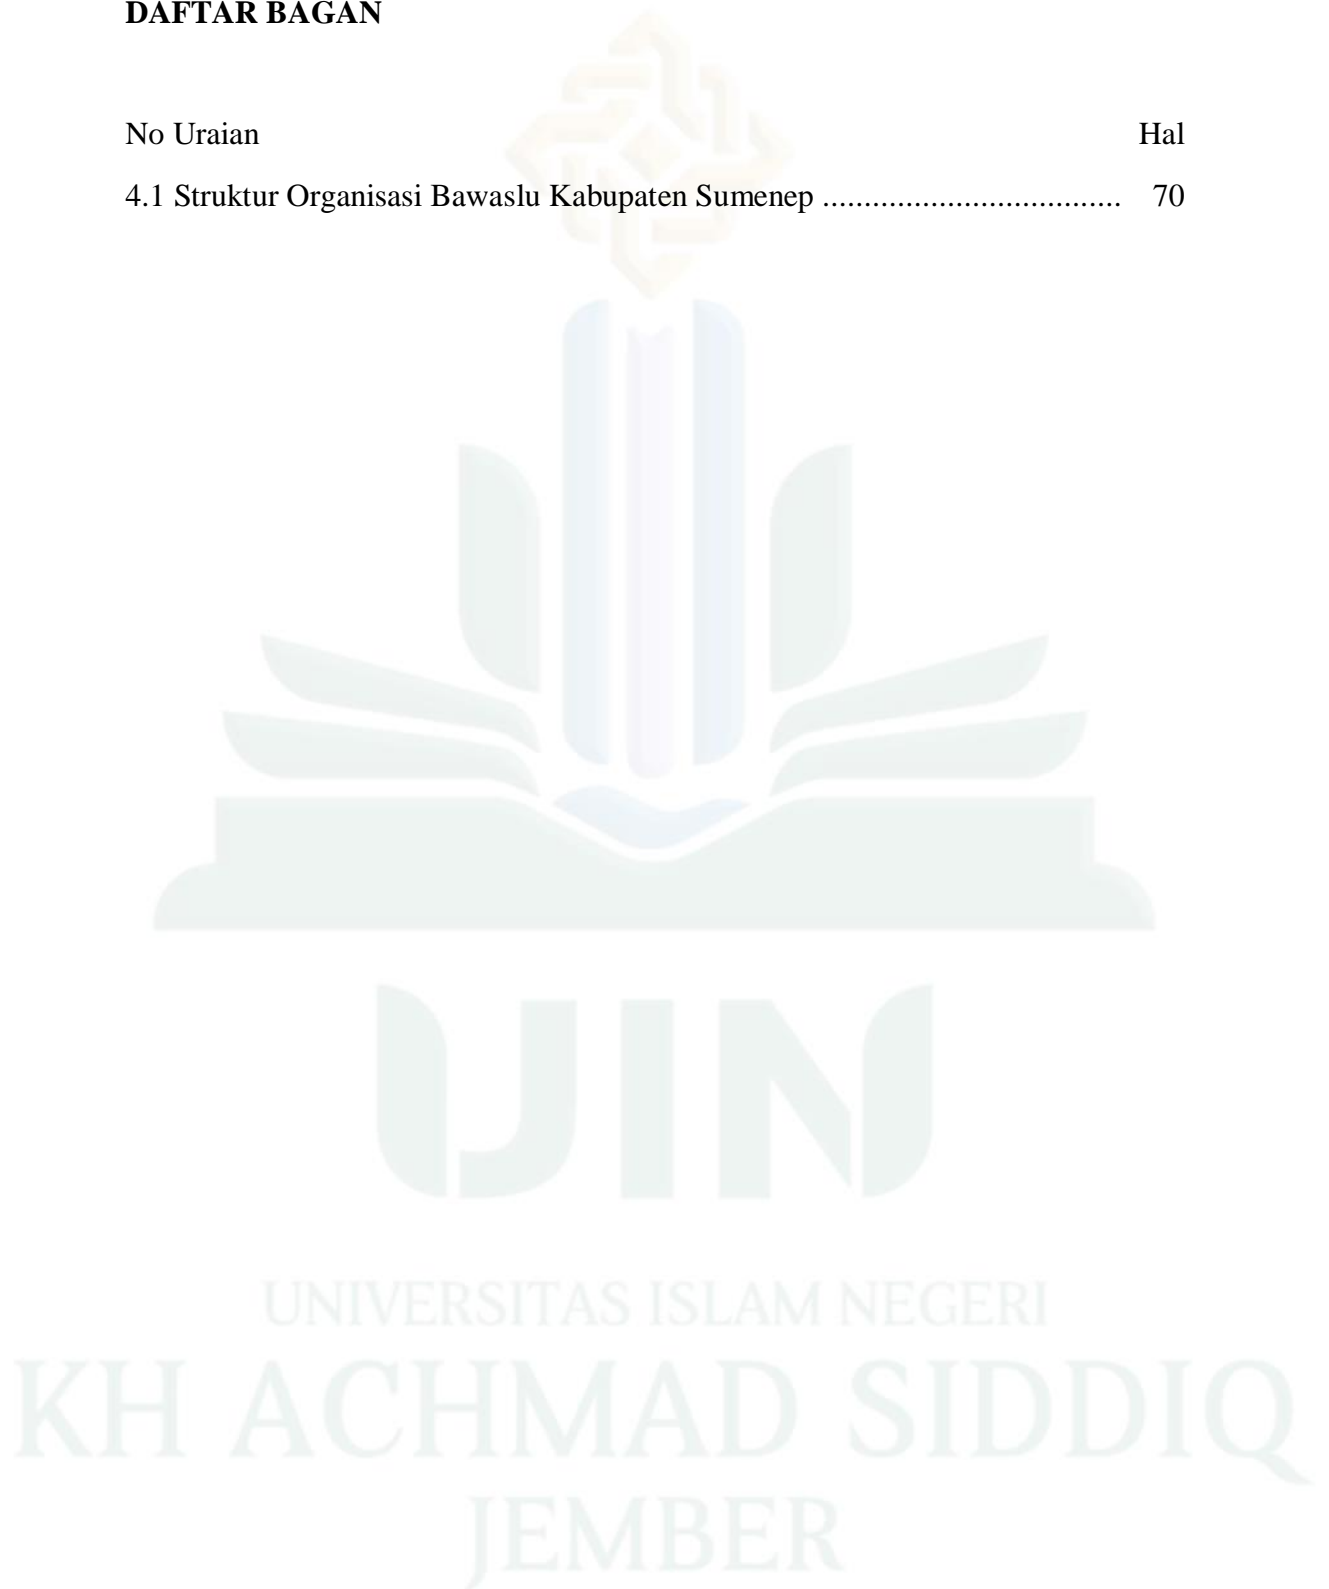 DAFTAR BAGAN
No Uraian Hal
4.1 Struktur Organisasi Bawaslu Kabupaten Sumenep .................................... 70
UIN
UNIVERSITAS ISLAM NEGERI
KH ACHMAD SIDDIQ
JEMBER